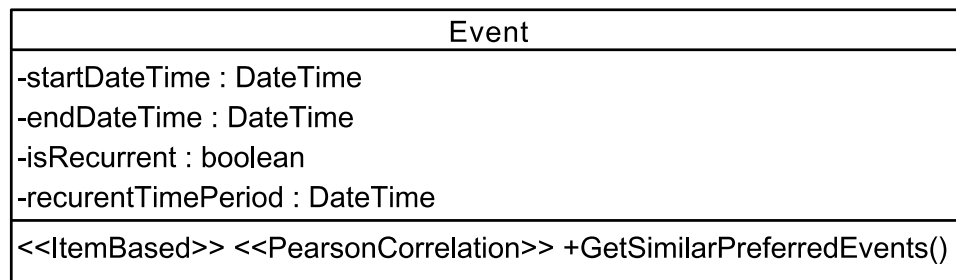 Event
-startDateTime : DateTime
-endDateTime : DateTime
-isRecurrent : boolean
-recurentTimePeriod : DateTime
<<ItemBased>> <<PearsonCorrelation>> +GetSimilarPreferredEvents()